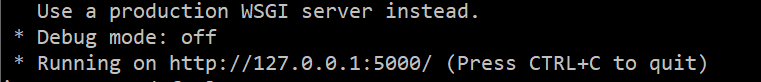 Use a production WSGI server instead.
* Debug mode: off
* Running on http://127.0.0.1:5000/ (Press CTRL+C to quit)